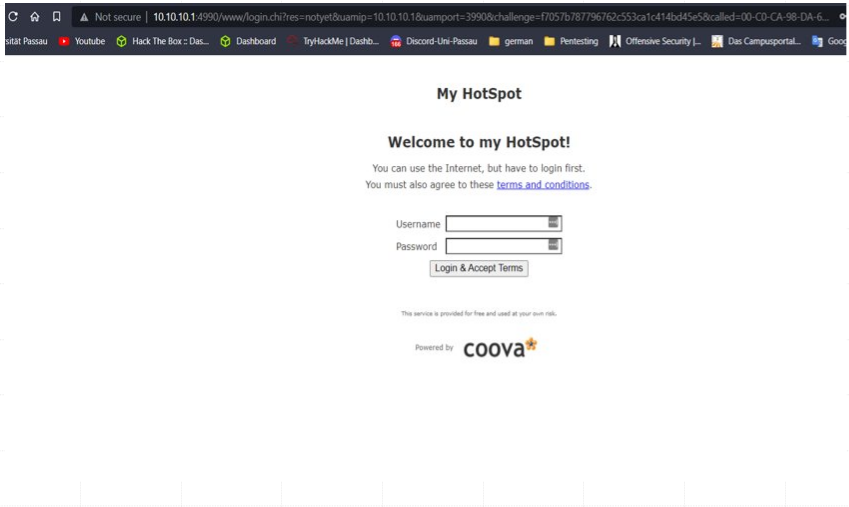 Not secure | 10.10.10.1:4990/www/login.chi?res=notyet&uamip=10.10.10.1&uamport=3990&challenge=f7057b787796762c553ca1c414bd45e5&called=00-C0-CA-98-DA-6...
sität Passau Youtube Hack The Box :: Das... Dashboard TryHackMe | Dashb... Discord-Uni-Passau german Pentesting Offensive Security |... Das Campusportal... Goog
My HotSpot
Welcome to my HotSpot!
You can use the Internet, but have to login first.
You must also agree to these terms and conditions.
Username
Password
Login & Accept Terms
This service is provided for free and used at your own risk.
Powered by coova